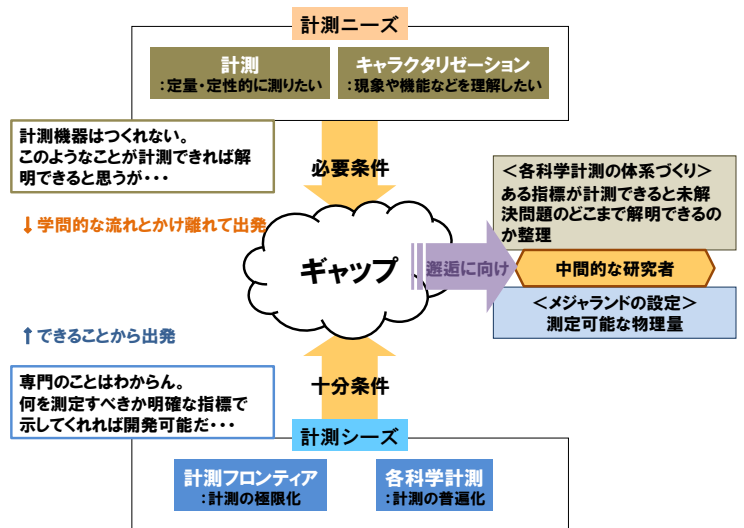 計測ニーズ
計測
:定量・定性的に測りたい
キャラクタリゼーション
:現象や機能などを理解したい
計測機器はつくれない。
このようなことが計測できれば解
明できると思うが・・・
必要条件
↓学問的な流れとかけ離れて出発
ギャップ
邂逅に向け
<各科学計測の体系づくり>
ある指標が計測できると未解
決問題のどこまで解明できるの
か整理
中間的な研究者
<メジャランドの設定>
測定可能な物理量
↑できることから出発
専門のことはわからん。
何を測定すべきか明確な指標で
示してくれれば開発可能だ・・・
十分条件
計測シーズ
計測フロンティア
:計測の極限化
各科学計測
:計測の普遍化